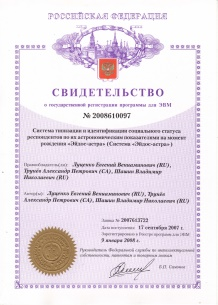 РОССИЙСКАЯ ФЕДЕРАЦИЯ
СВИДЕТЕЛЬСТВО
о государственной регистрации программы для ЭВМ
№ 2008610097
Система типизации и идентификации социального статуса
респондентов по их астрономическим показателям на момент
рождения «Эйдос-астра» (Система «Эйдос-астра»)
Правообладатель(ли): Луценко Евгений Вениаминович (RU),
Трунёв Александр Петрович (CA), Шашин Владимир
Николаевич (RU)
Автор(ы): Луценко Евгений Вениаминович (RU), Трунёв
Александр Петрович (CA), Шашин Владимир Николаевич (RU)
Заявка № 2007613722
Дата поступления 17 сентября 2007 г.
Зарегистрировано в Реестре программ для ЭВМ
9 января 2008 г.
Руководитель Федеральной службы по интеллектуальной
собственности, патентам и товарным знакам
Б.П. Симонов